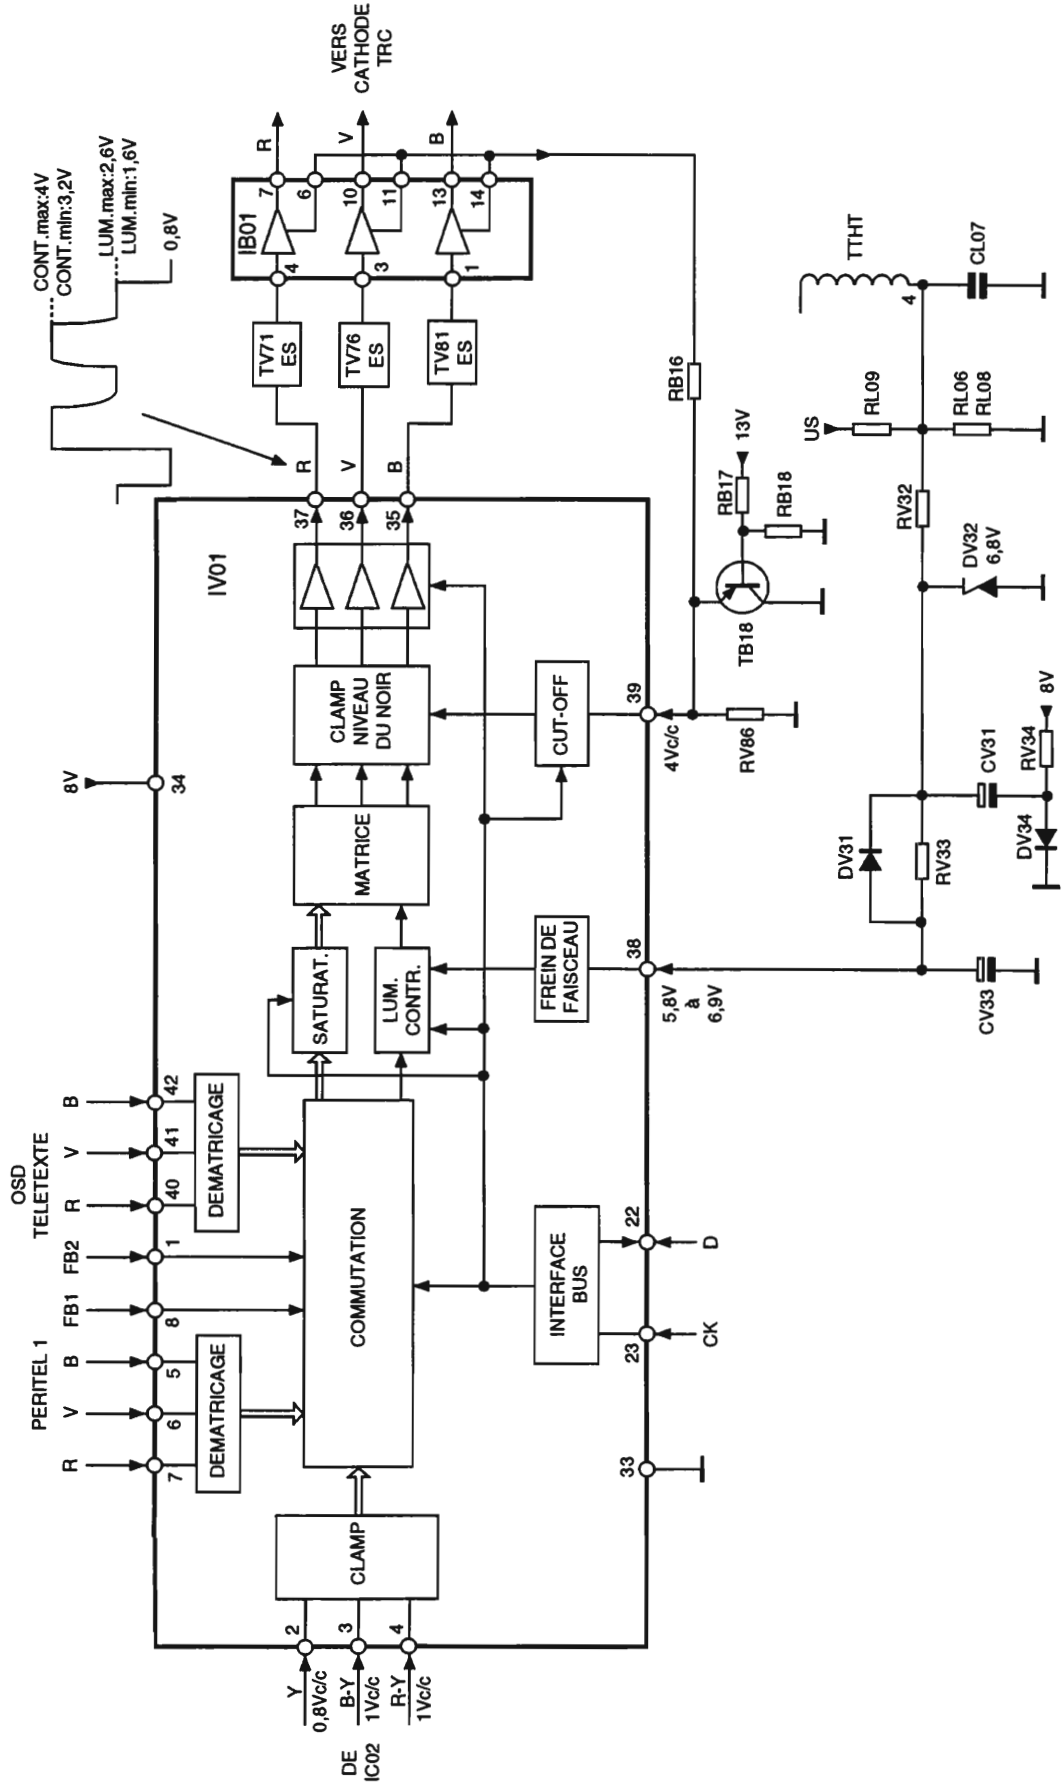 CONT.max:4V
CONT.min:3,2V
LUM.max:2,6V
LUM.min:1,6V
0,8V
VERS
CATHODE
TRC
PERITEL 1
R
V
B
FB1
FB2
OSD
TELETEXTE
R
V
B
8V
7
6
5
8
1
40
41
42
34
IV01
DEMATRICAGE
DEMATRICAGE
DE
IC02
Y
0,8Vc/c
B-Y
1Vc/c
R-Y
1Vc/c
2
3
4
CLAMP
COMMUTATION
SATURAT.
LUM.
CONTR.
MATRICE
CLAMP
NIVEAU
DU NOIR
37
36
35
R
V
B
TV71
ES
TV76
ES
TV81
ES
IB01
4
3
1
7
6
10
11
13
14
R
V
B
INTERFACE
BUS
FREIN DE
FAISCEAU
CUT-OFF
33
23
22
38
39
CK
D
5,8V
à
6,9V
4Vc/c
RV86
TB18
RB17
13V
RB18
RB16
CV33
DV31
RV33
CV31
DV34
RV34
8V
DV32
6,8V
RV32
US
RL09
RL06
RL08
TTHT
4
CL07